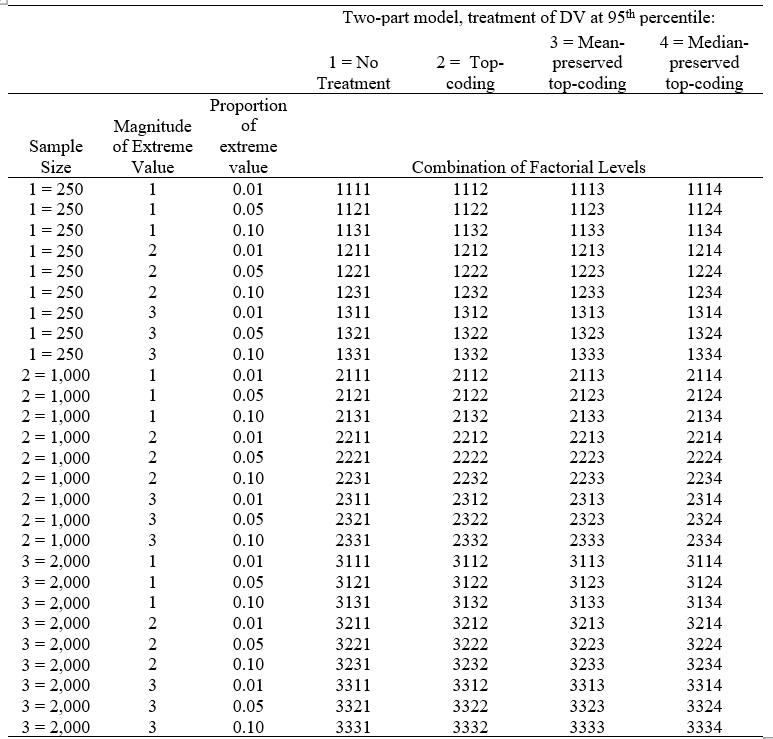 Two-part model, treatment of DV at 95th percentile:
3 = Mean- 4 = Median-
1 = No 2 = Top- preserved preserved
Treatment coding top-coding top-coding
Proportion
Magnitude of
Sample of Extreme extreme
Size Value value Combination of Factorial Levels
1 = 250 1 0.01 1111 1112 1113 1114
1 = 250 1 0.05 1121 1122 1123 1124
1 = 250 1 0.10 1131 1132 1133 1134
1 = 250 2 0.01 1211 1212 1213 1214
1 = 250 2 0.05 1221 1222 1223 1224
1 = 250 2 0.10 1231 1232 1233 1234
1 = 250 3 0.01 1311 1312 1313 1314
1 = 250 3 0.05 1321 1322 1323 1324
1 = 250 3 0.10 1331 1332 1333 1334
2 = 1,000 1 0.01 2111 2112 2113 2114
2 = 1,000 1 0.05 2121 2122 2123 2124
2 = 1,000 1 0.10 2131 2132 2133 2134
2 = 1,000 2 0.01 2211 2212 2213 2214
2 = 1,000 2 0.05 2221 2222 2223 2224
2 = 1,000 2 0.10 2231 2232 2233 2234
2 = 1,000 3 0.01 2311 2312 2313 2314
2 = 1,000 3 0.05 2321 2322 2323 2324
2 = 1,000 3 0.10 2331 2332 2333 2334
3 = 2,000 1 0.01 3111 3112 3113 3114
3 = 2,000 1 0.05 3121 3122 3123 3124
3 = 2,000 1 0.10 3131 3132 3133 3134
3 = 2,000 2 0.01 3211 3212 3213 3214
3 = 2,000 2 0.05 3221 3222 3223 3224
3 = 2,000 2 0.10 3231 3232 3233 3234
3 = 2,000 3 0.01 3311 3312 3313 3314
3 = 2,000 3 0.05 3321 3322 3323 3324
3 = 2,000 3 0.10 3331 3332 3333 3334